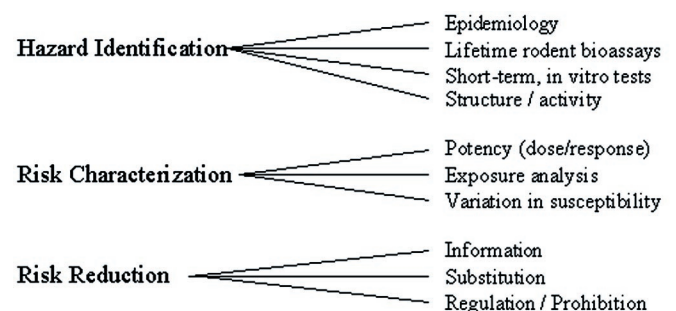 Hazard Identification
Epidemiology
Lifetime rodent bioassays
Short-term, in vitro tests
Structure / activity
Risk Characterization
Potency (dose/response)
Exposure analysis
Variation in susceptibility
Risk Reduction
Information
Substitution
Regulation / Prohibition